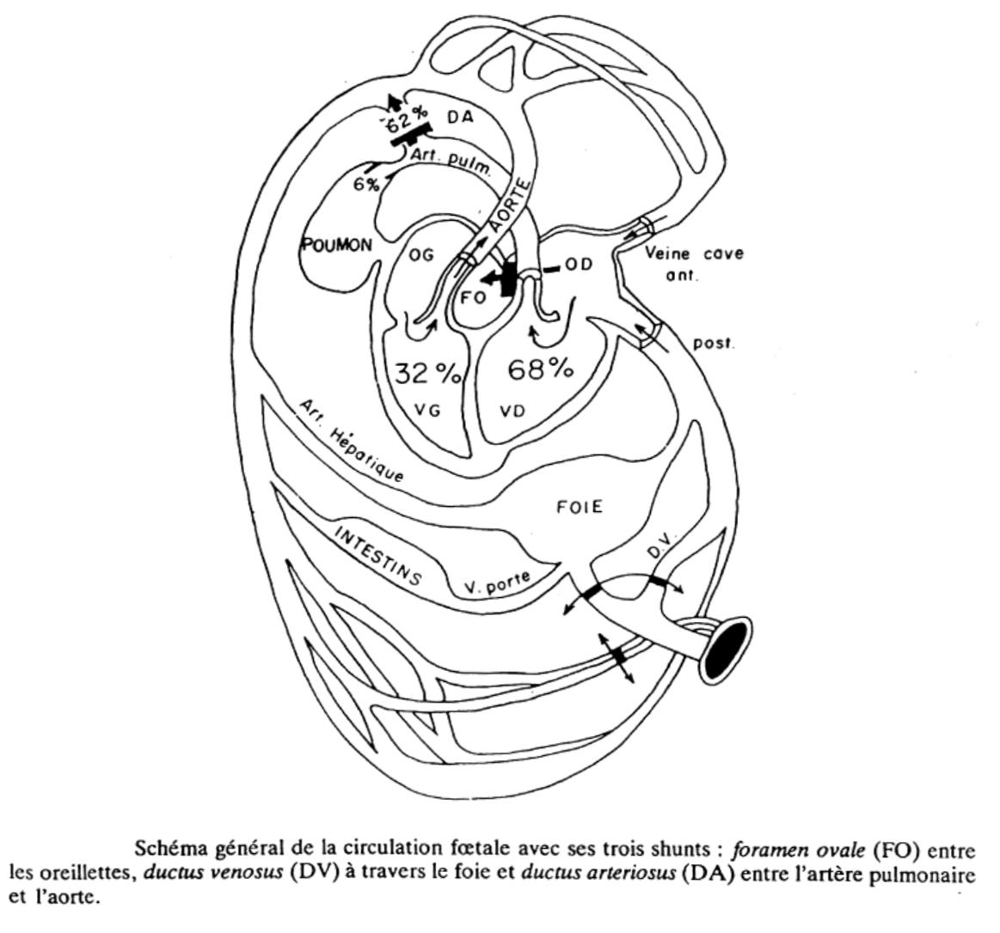 62%
DA
Art. pulm.
6%
AORTE
POUMON
OG
OD
Veine cave
ant.
FO
post.
32%
68%
VG
VD
Art. Hépatique
FOIE
INTESTINS
D.V.
V. porte
Schéma général de la circulation fœtale avec ses trois shunts : foramen ovale (FO) entre
les oreillettes, ductus venosus (DV) à travers le foie et ductus arteriosus (DA) entre l'artère pulmonaire
et l'aorte.